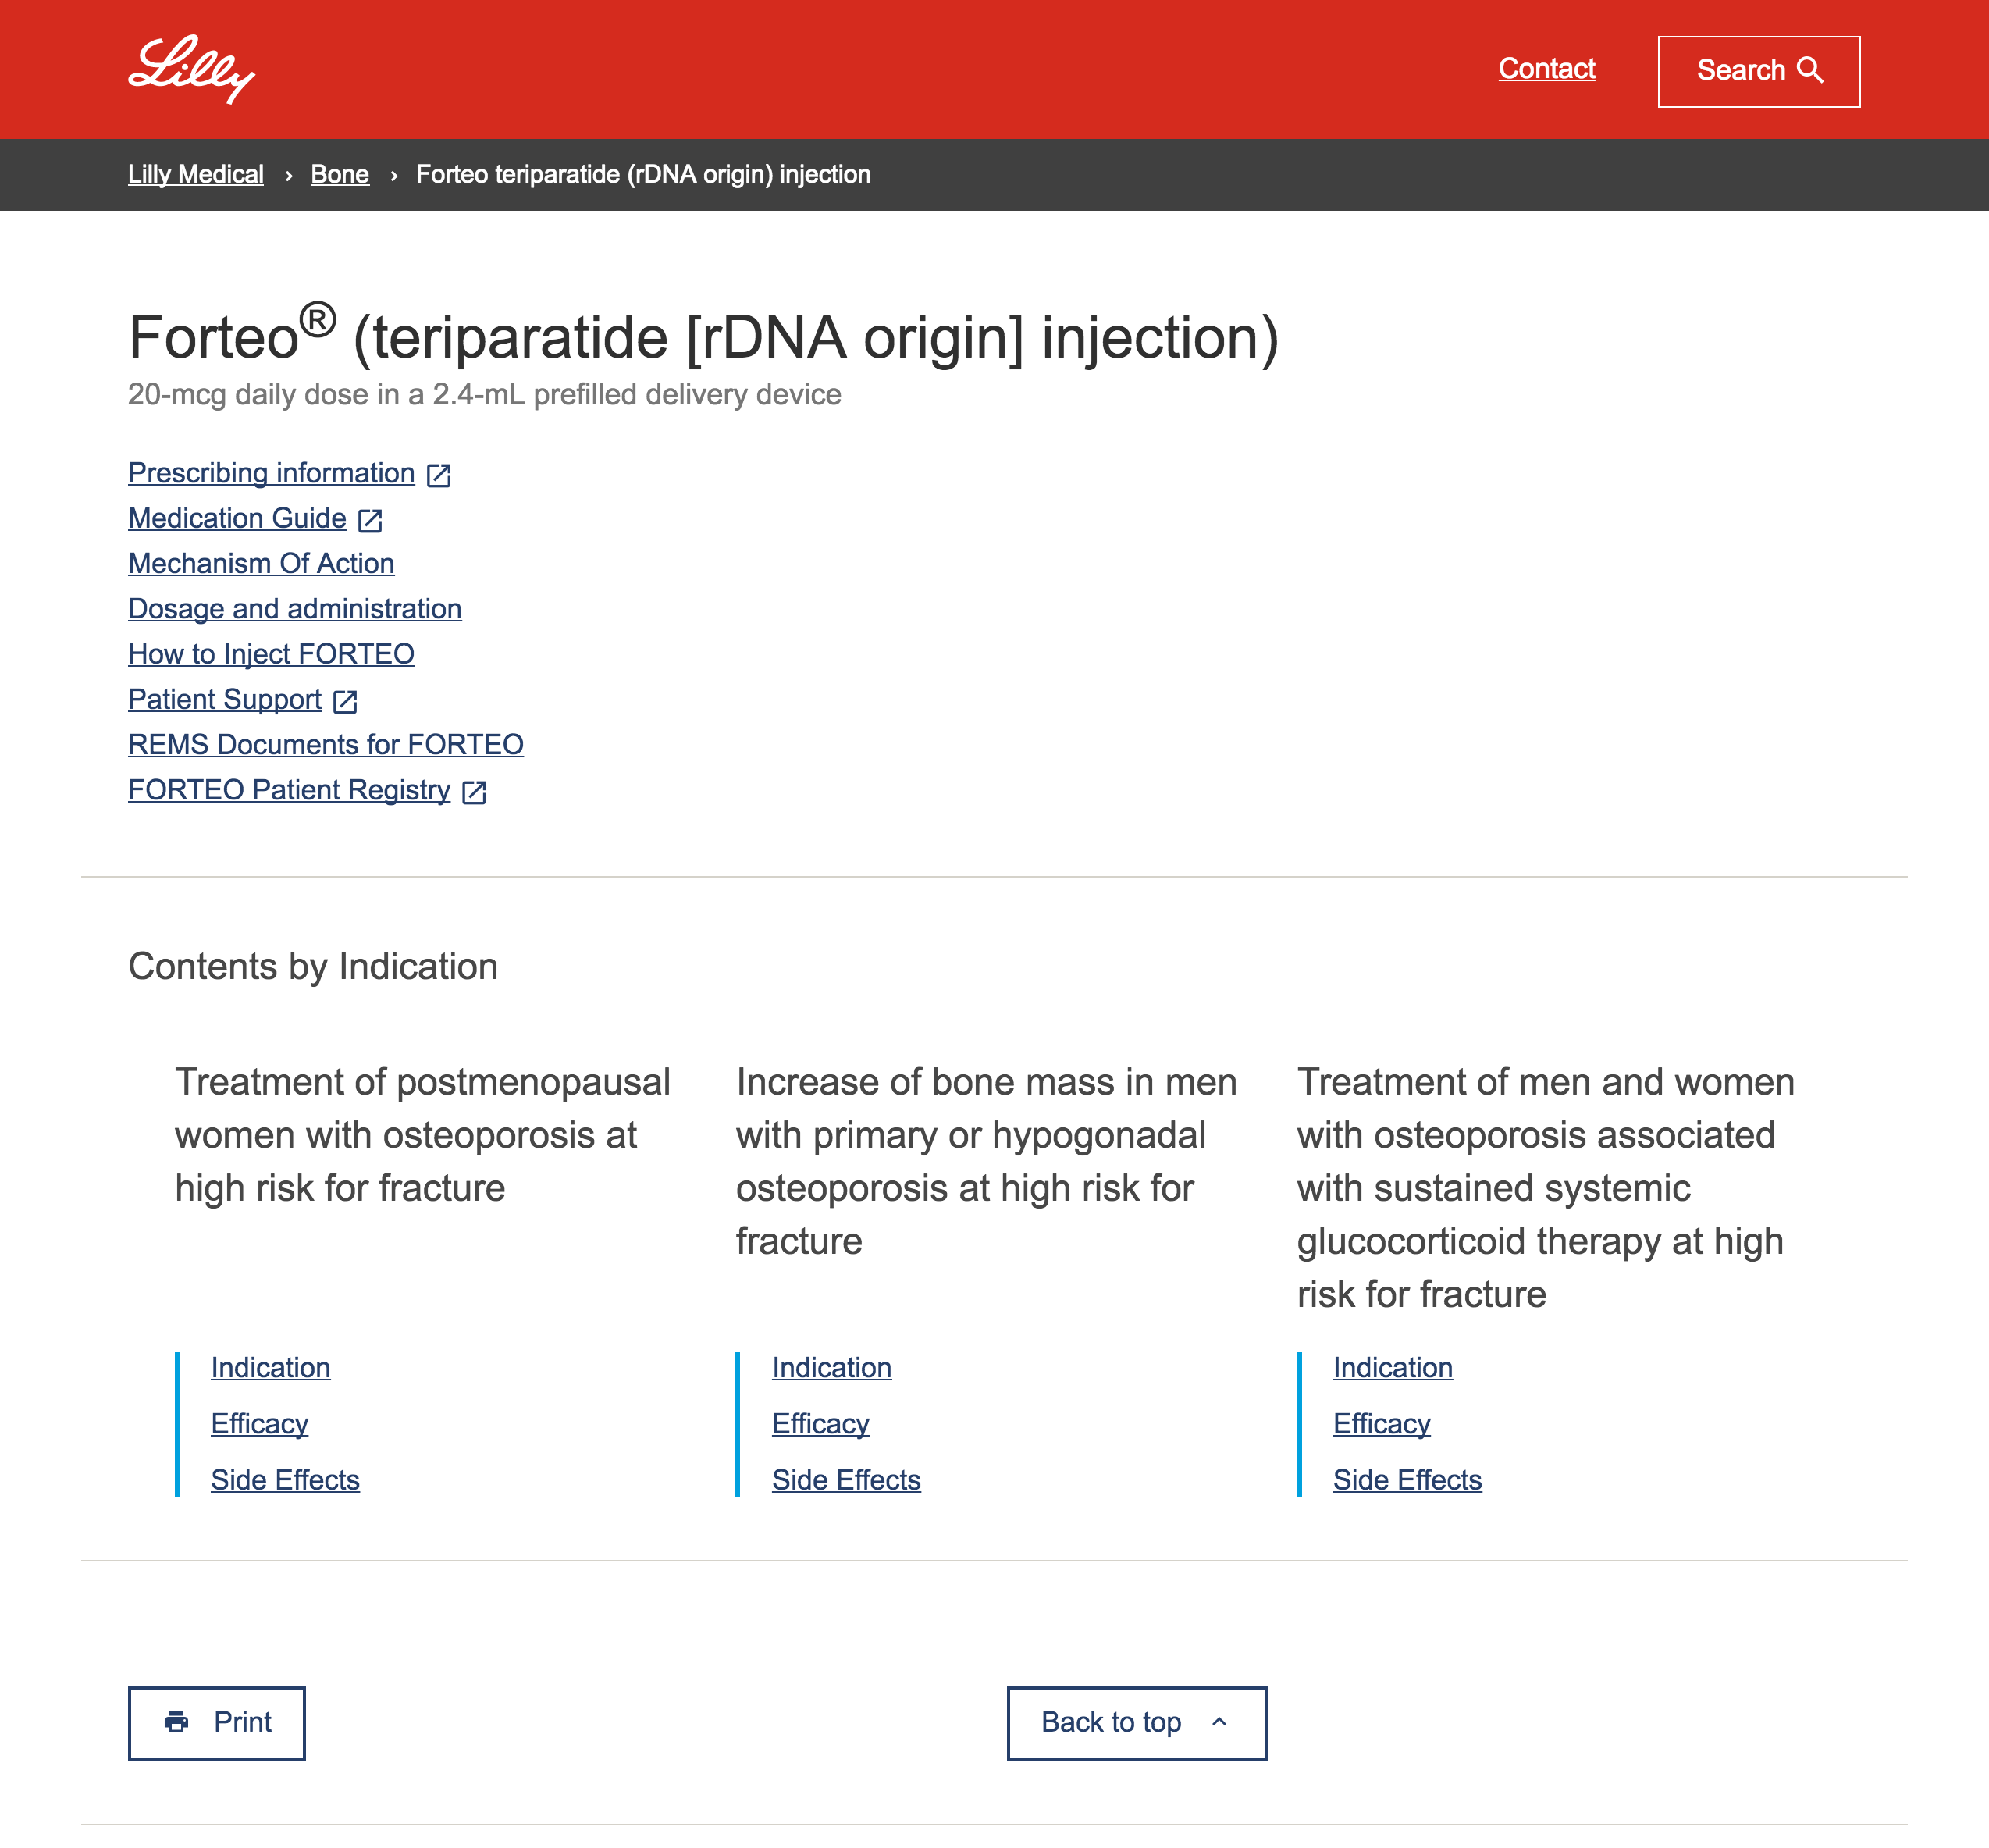 Lilly
Contact
Search
Lilly Medical › Bone › Forteo teriparatide (rDNA origin) injection
Forteo® (teriparatide [rDNA origin] injection)
20-mcg daily dose in a 2.4-mL prefilled delivery device
Prescribing information
Medication Guide
Mechanism Of Action
Dosage and administration
How to Inject FORTEO
Patient Support
REMS Documents for FORTEO
FORTEO Patient Registry
Contents by Indication
Treatment of postmenopausal
women with osteoporosis at
high risk for fracture
Indication
Efficacy
Side Effects
Increase of bone mass in men
with primary or hypogonadal
osteoporosis at high risk for
fracture
Indication
Efficacy
Side Effects
Treatment of men and women
with osteoporosis associated
with sustained systemic
glucocorticoid therapy at high
risk for fracture
Indication
Efficacy
Side Effects
Print
Back to top